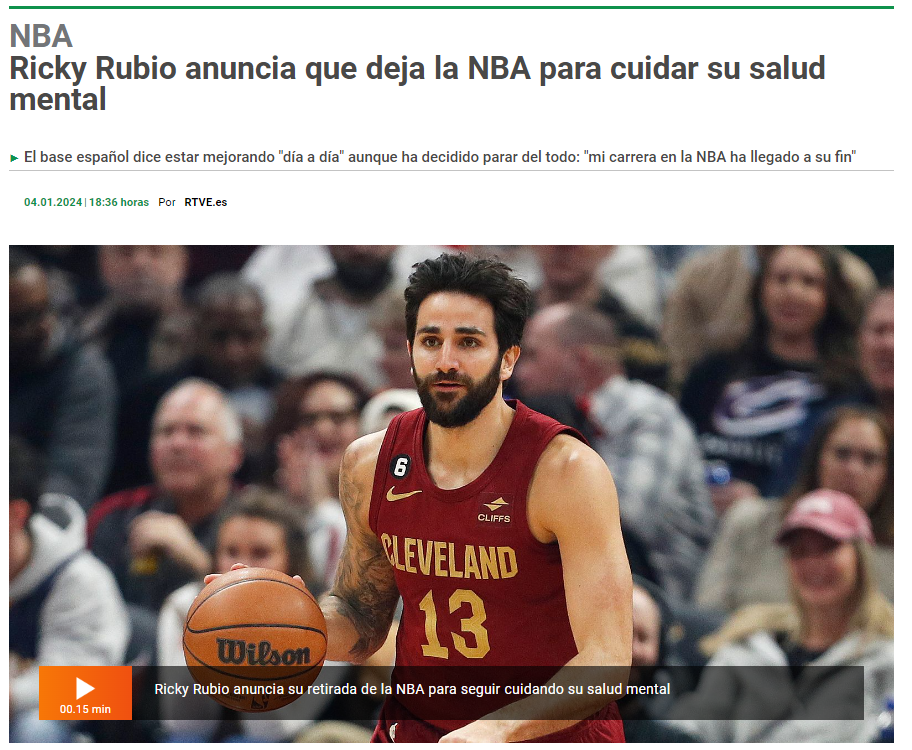 NBA
Ricky Rubio anuncia que deja la NBA para cuidar su salud
mental
► El base español dice estar mejorando "día a día" aunque ha decidido parar del todo: "mi carrera en la NBA ha llegado a su fin"
04.01.2024 | 18:36 horas Por RTVE.es
6
CLIFFS
CLEVELAND
13
Wilson
Ricky Rubio anuncia su retirada de la NBA para seguir cuidando su salud mental
00.15 min